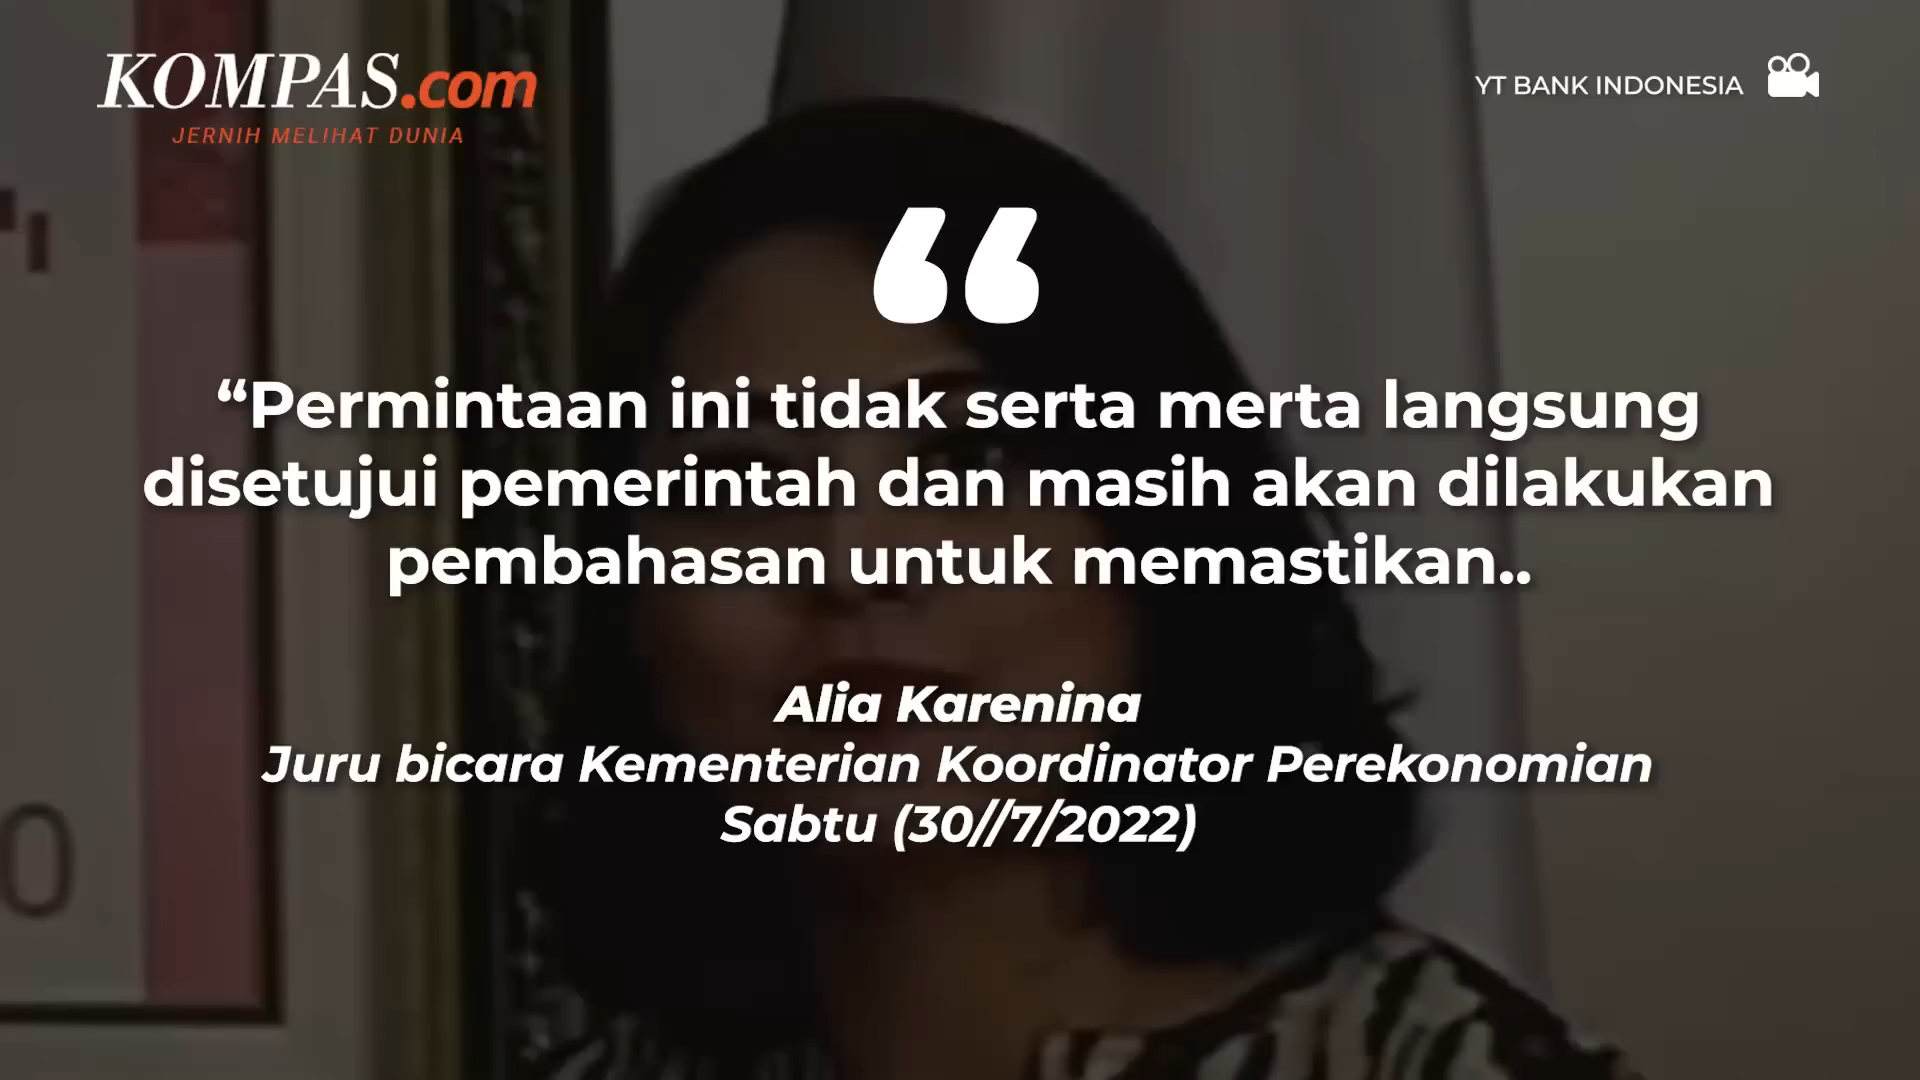 KOMPAS.com
JERNIH MELIHAT DUNIA
YT BANK INDONESIA
“Permintaan ini tidak serta merta langsung
disetujui pemerintah dan masih akan dilakukan
pembahasan untuk memastikan..
Alia Karenina
Juru bicara Kementerian Koordinator Perekonomian
Sabtu (30//7/2022)